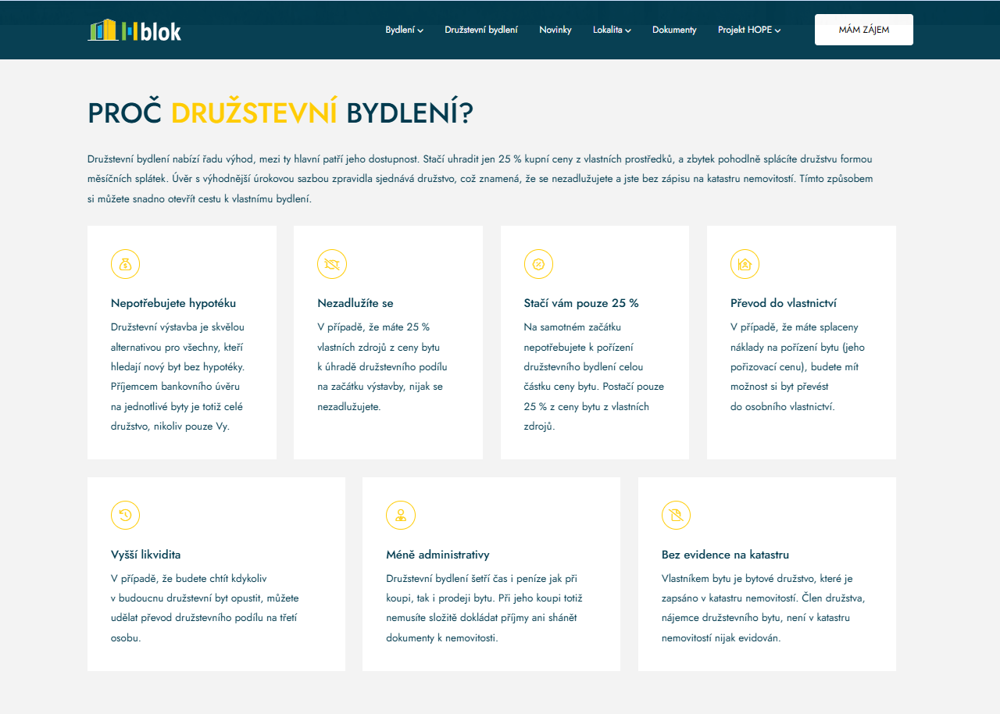 blok
Bydlení
Družstevní bydlení
Novinky
Lokalita
Dokumenty
Projekt HOPE
MÁM ZÁJEM
PROČ DRUŽSTEVNÍ BYDLENÍ?
Družstevní bydlení nabízí řadu výhod, mezi ty hlavní patří jeho dostupnost. Stačí uhradit jen 25 % kupní ceny z vlastních prostředků, a zbytek pohodlně splácíte družstvu formou
měsíčních splátek. Úvěr s výhodnější úrokovou sazbou zpravidla sjednává družstvo, což znamená, že se nezadlužujete a jste bez zápisu na katastru nemovitostí. Tímto způsobem
si můžete snadno otevřít cestu k vlastnímu bydlení.
Nepotřebujete hypotéku
Družstevní výstavba je skvělou
alternativou pro všechny, kteří
hledají nový byt bez hypotéky.
Příjemcem bankovního úvěru
na jednotlivé byty je totiž celé
družstvo, nikoliv pouze Vy.
Nezadlužíte se
V případě, že máte 25 %
vlastních zdrojů z ceny bytu
k úhradě družstevního podílu
na začátku výstavby, nijak se
nezadlužujete.
Stačí vám pouze 25 %
Na samotném začátku
nepotřebujete k pořízení
družstevního bydlení celou
částku ceny bytu. Postačí pouze
25 % z ceny bytu z vlastních
zdrojů.
Převod do vlastnictví
V případě, že máte splaceny
náklady na pořízení bytu (jeho
pořizovací cenu), budete mít
možnost si byt převést
do osobního vlastnictví.
Vyšší likvidita
V případě, že budete chtít kdykoliv
v budoucnu družstevní byt opustit, můžete
udělat převod družstevního podílu na třetí
osobu.
Méně administrativy
Družstevní bydlení šetří čas i peníze jak při
koupi, tak i prodeji bytu. Při jeho koupi totiž
nemusíte složitě dokládat příjmy ani shánět
dokumenty k nemovitosti.
Bez evidence na katastru
Vlastníkem bytu je bytové družstvo, které je
zapsáno v katastru nemovitostí. Člen družstva,
nájemce družstevního bytu, není v katastru
nemovitostí nijak evidován.